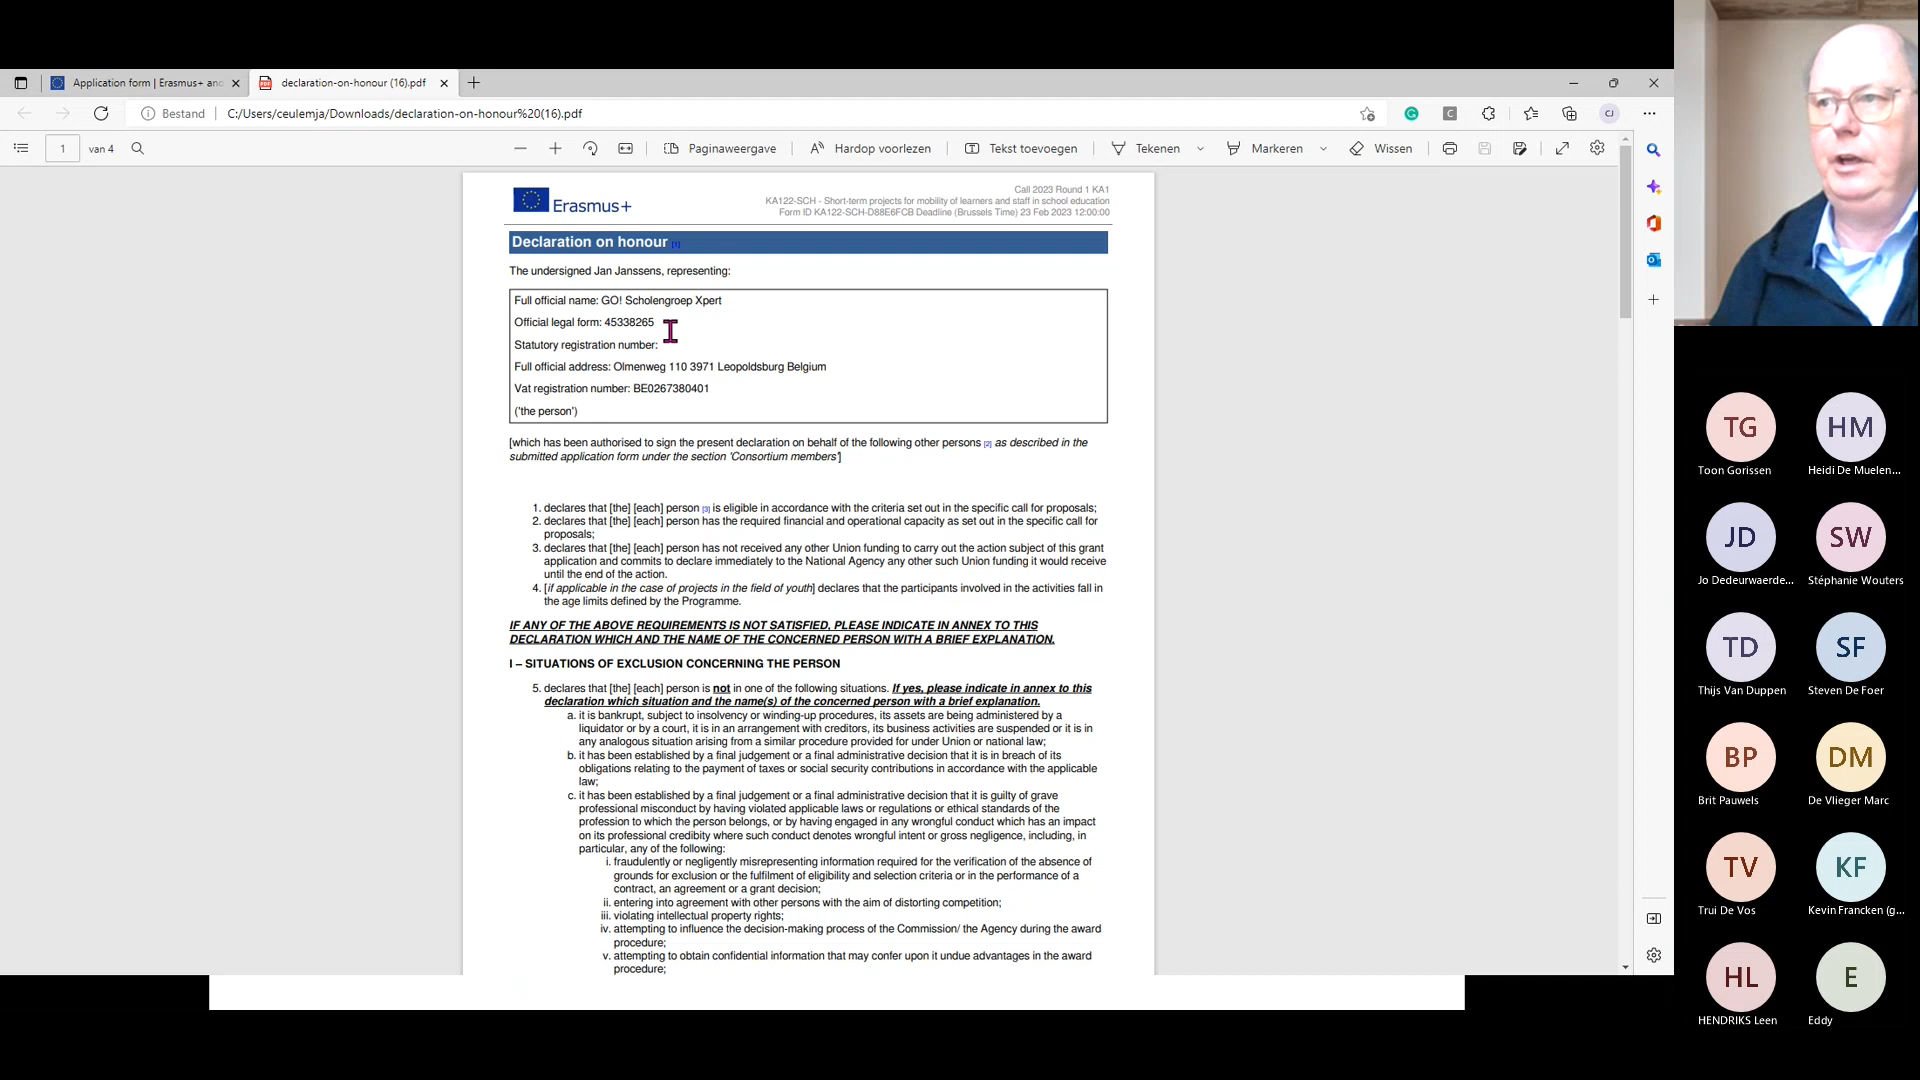 Application form | Erasmus+ and
declaration-on-honour (16).pdf
Bestand
C:/Users/ceulemja/Downloads/declaration-on-honour%20(16).pdf
CJ
1 van 4
Paginaweergave
Hardop voorlezen
Tekst toevoegen
Tekenen
Markeren
Wissen
Erasmus+
Call 2023 Round 1 KA1
KA122-SCH - Short-term projects for mobility of learners and staff in school education
Form ID KA122-SCH-D88E6FCB Deadline (Brussels Time) 23 Feb 2023 12:00:00
Declaration on honour [1]
The undersigned Jan Janssens, representing:
Full official name: GO! Scholengroep Xpert
Official legal form: 45338265
Statutory registration number:
Full official address: Olmenweg 110 3971 Leopoldsburg Belgium
Vat registration number: BE0267380401
('the person')
[which has been authorised to sign the present declaration on behalf of the following other persons [2] as described in the
submitted application form under the section 'Consortium members']
1. declares that [the] [each] person [3] is eligible in accordance with the criteria set out in the specific call for proposals;
2. declares that [the] [each] person has the required financial and operational capacity as set out in the specific call for
proposals;
3. declares that [the] [each] person has not received any other Union funding to carry out the action subject of this grant
application and commits to declare immediately to the National Agency any other such Union funding it would receive
until the end of the action.
4. [if applicable in the case of projects in the field of youth] declares that the participants involved in the activities fall in
the age limits defined by the Programme.
IF ANY OF THE ABOVE REQUIREMENTS IS NOT SATISFIED, PLEASE INDICATE IN ANNEX TO THIS
DECLARATION WHICH AND THE NAME OF THE CONCERNED PERSON WITH A BRIEF EXPLANATION.
I – SITUATIONS OF EXCLUSION CONCERNING THE PERSON
5. declares that [the] [each] person is not in one of the following situations. If yes, please indicate in annex to this
declaration which situation and the name(s) of the concerned person with a brief explanation.
a. it is bankrupt, subject to insolvency or winding-up procedures, its assets are being administered by a
liquidator or by a court, it is in an arrangement with creditors, its business activities are suspended or it is in
any analogous situation arising from a similar procedure provided for under Union or national law;
b. it has been established by a final judgement or a final administrative decision that it is in breach of its
obligations relating to the payment of taxes or social security contributions in accordance with the applicable
law;
c. it has been established by a final judgement or a final administrative decision that it is guilty of grave
professional misconduct by having violated applicable laws or regulations or ethical standards of the
profession to which the person belongs, or by having engaged in any wrongful conduct which has an impact
on its professional credibity where such conduct denotes wrongful intent or gross negligence, including, in
particular, any of the following:
i. fraudulently or negligently misrepresenting information required for the verification of the absence of
grounds for exclusion or the fulfilment of eligibility and selection criteria or in the performance of a
contract, an agreement or a grant decision;
ii. entering into agreement with other persons with the aim of distorting competition;
iii. violating intellectual property rights;
iv. attempting to influence the decision-making process of the Commission/ the Agency during the award
procedure;
v. attempting to obtain confidential information that may confer upon it undue advantages in the award
procedure;
TG
Toon Gorissen
HM
Heidi De Muelen...
JD
Jo Dedeurwaerde...
SW
Stéphanie Wouters
TD
Thijs Van Duppen
SF
Steven De Foer
BP
Brit Pauwels
DM
De Vlieger Marc
TV
Trui De Vos
KF
Kevin Francken (g...
HL
HENDRIKS Leen
E
Eddy